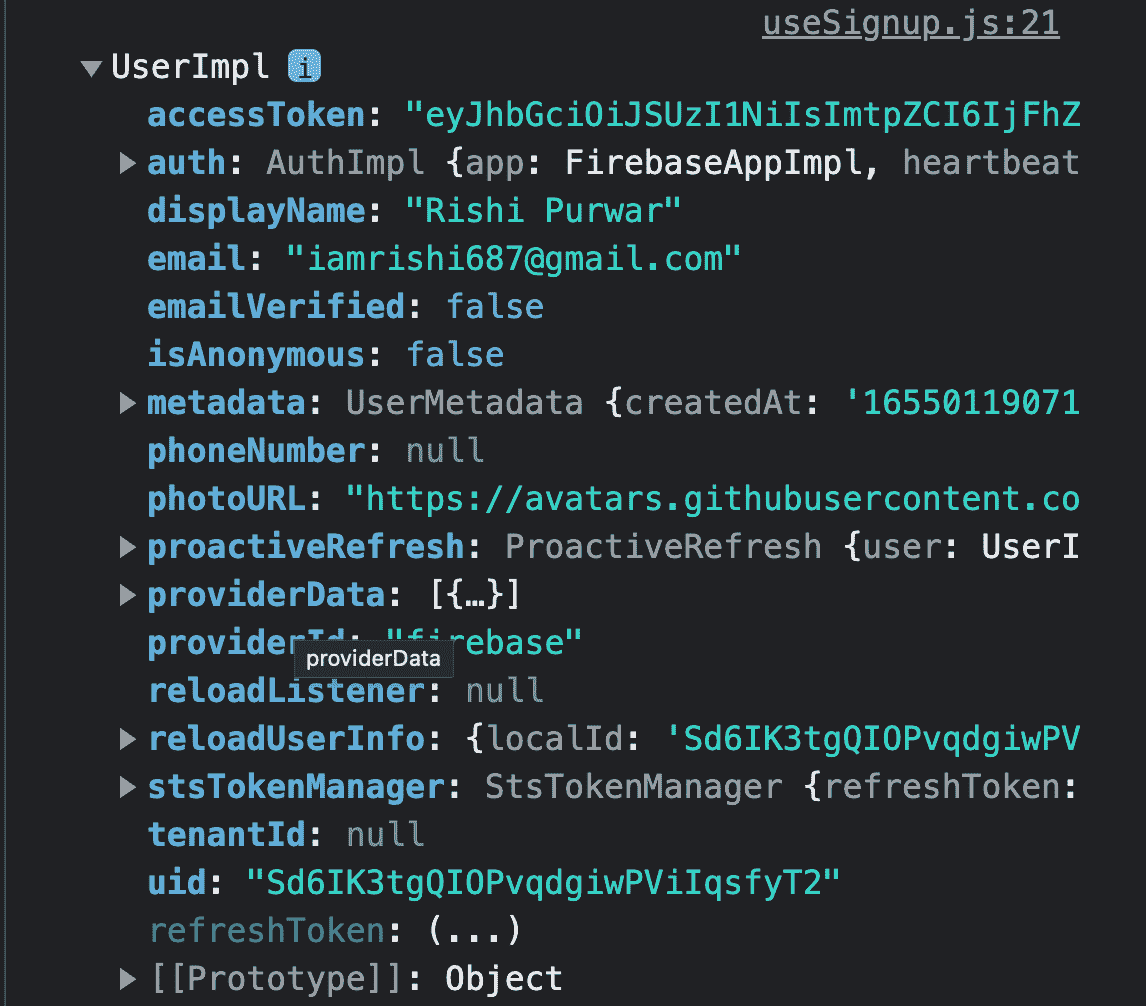 useSignup.js:21
UserImpl i
accessToken: "eyJhbGciOiJSUzI1NiIsImtpZCI6IjFhZ
auth: AuthImpl {app: FirebaseAppImpl, heartbeat
displayName: "Rishi Purwar"
email: "iamrishi687@gmail.com"
emailVerified: false
isAnonymous: false
metadata: UserMetadata {createdAt: '16550119071
phoneNumber: null
photoURL: "https://avatars.githubusercontent.co
proactiveRefresh: ProactiveRefresh {user: UserI
providerData: [{…}]
providerId: "firebase"
providerData
reloadListener: null
reloadUserInfo: {localId: 'Sd6IK3tgQIOPvqdgiwPV
stsTokenManager: StsTokenManager {refreshToken:
tenantId: null
uid: "Sd6IK3tgQIOPvqdgiwPViIqsfyT2"
refreshToken: (...)
[[Prototype]]: Object